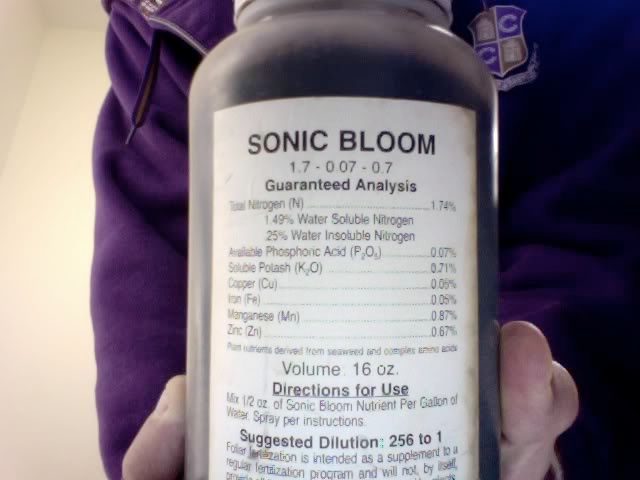 SONIC BLOOM
1.7 - 0.07 - 0.7
Guaranteed Analysis
Total Nitrogen (N) 1.74%
1.49% Water Soluble Nitrogen
.25% Water Insoluble Nitrogen
Available Phosphoric Acid (P₂O₅) 0.07%
Soluble Potash (K₂O) 0.71%
Copper (Cu) 0.05%
Iron (Fe) 0.05%
Manganese (Mn) 0.87%
Zinc (Zn) 0.67%
Plant nutrients derived from seaweed and complex amino acids
Volume: 16 oz.
Directions for Use
Mix 1/2 oz. of Sonic Bloom Nutrient Per Gallon of
Water. Spray per instructions.
Suggested Dilution: 256 to 1
Foliar fertilization is intended as a supplement to a
regular fertilization program and will not, by itself,
C C
C